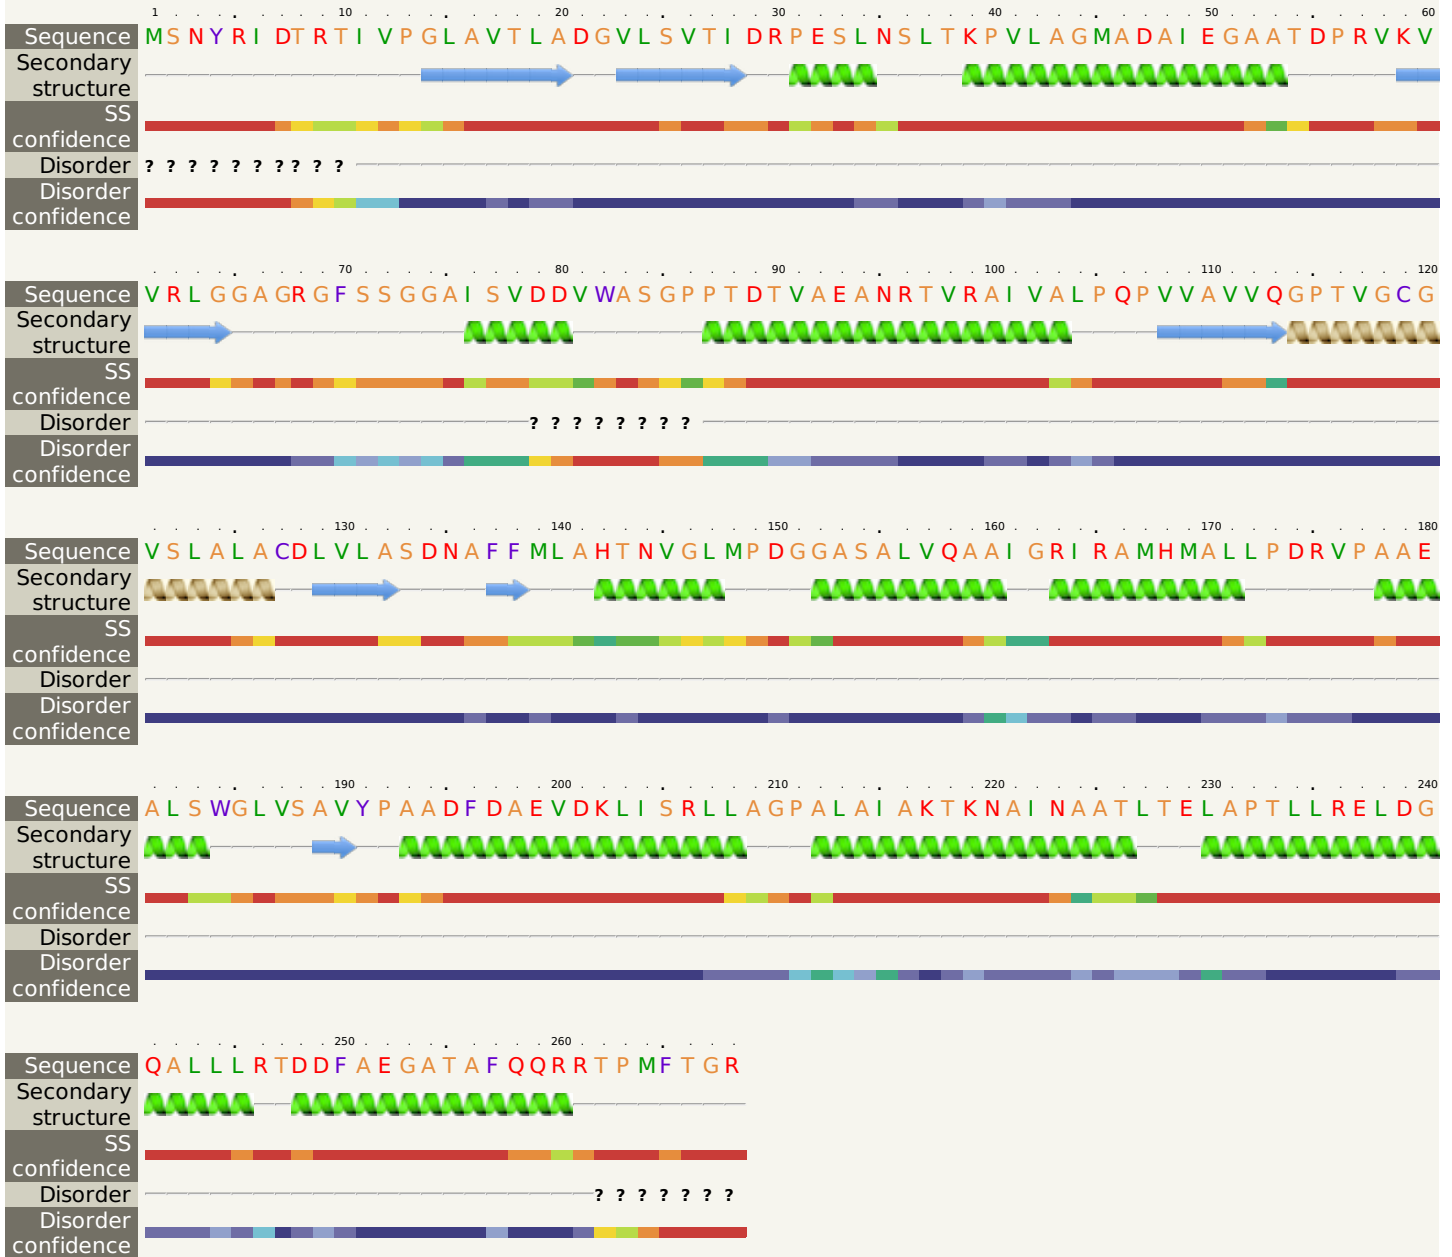 1 10 20 30 40 50 60
Sequence MSNYRIDTRTIVPGLAVTLADGVLSVTIDRPESLNSLTKPVLAGMADAIEGAATDPRVKV
Secondary
structure
SS
confidence
Disorder ? ? ? ? ? ? ? ? ? ?
Disorder
confidence
70 80 90 100 110 120
Sequence VRLGGAGRGFSSGGAISVDDVWASGPPTDTVAEANRTVRAIVALPQPVVAVVQGPTVGCG
Secondary
structure
SS
confidence
Disorder ? ? ? ? ? ? ? ?
Disorder
confidence
130 140 150 160 170 180
Sequence VSLALACDLVLASDNAFFMLAHTNVGLMPDGGASALVQAAIGRIRAMHMALLPDRVPAAE
Secondary
structure
SS
confidence
Disorder
Disorder
confidence
190 200 210 220 230 240
Sequence ALSWGLVSAVYPAADFDAEVDKLISRLLAGPALAIAKTKNAINAATLTELAPTLLRELDG
Secondary
structure
SS
confidence
Disorder
Disorder
confidence
250 260
Sequence QALLLRTDDFAEGATAFQQRRTPMFTGR
Secondary
structure
SS
confidence
Disorder ? ? ? ? ? ? ?
Disorder
confidence